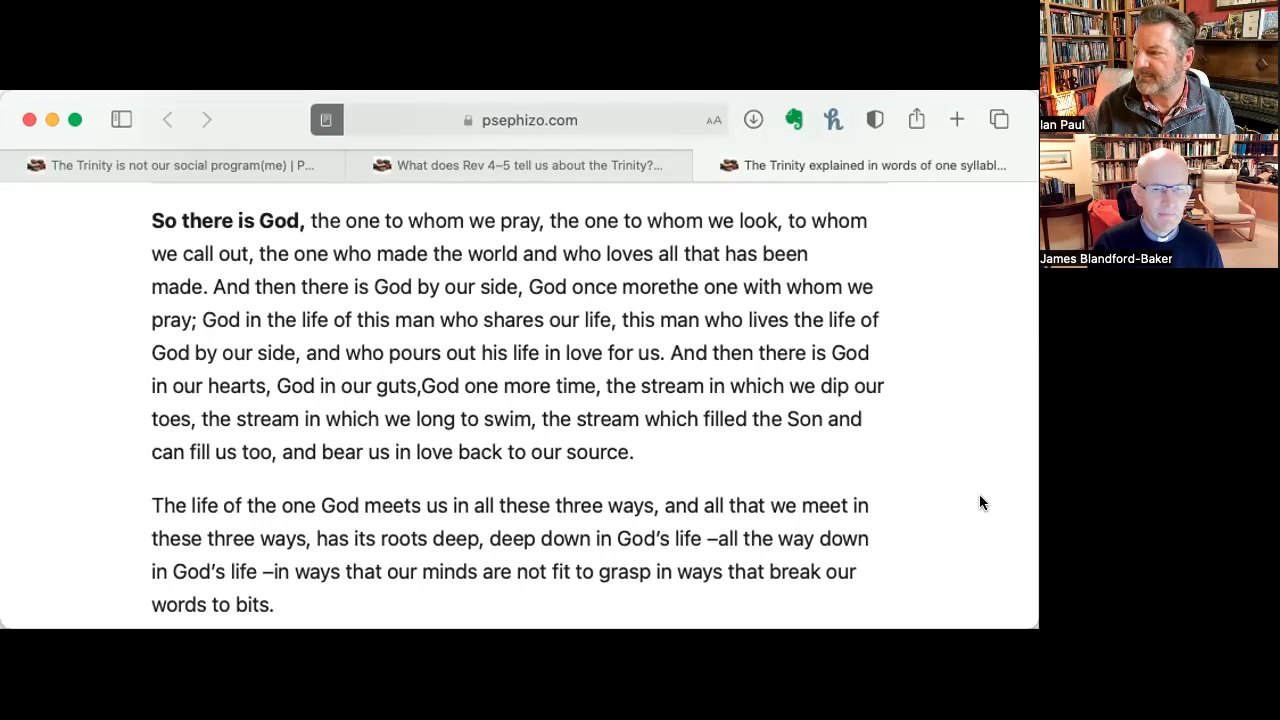 psephizo.com
AA
The Trinity is not our social program(me) | P...
What does Rev 4–5 tell us about the Trinity?...
The Trinity explained in words of one syllabl...
So there is God, the one to whom we pray, the one to whom we look, to whom
we call out, the one who made the world and who loves all that has been
made. And then there is God by our side, God once morethe one with whom we
pray; God in the life of this man who shares our life, this man who lives the life of
God by our side, and who pours out his life in love for us. And then there is God
in our hearts, God in our guts,God one more time, the stream in which we dip our
toes, the stream in which we long to swim, the stream which filled the Son and
can fill us too, and bear us in love back to our source.
The life of the one God meets us in all these three ways, and all that we meet in
these three ways, has its roots deep, deep down in God’s life –all the way down
in God’s life –in ways that our minds are not fit to grasp in ways that break our
words to bits.
Ian Paul
James Blandford-Baker